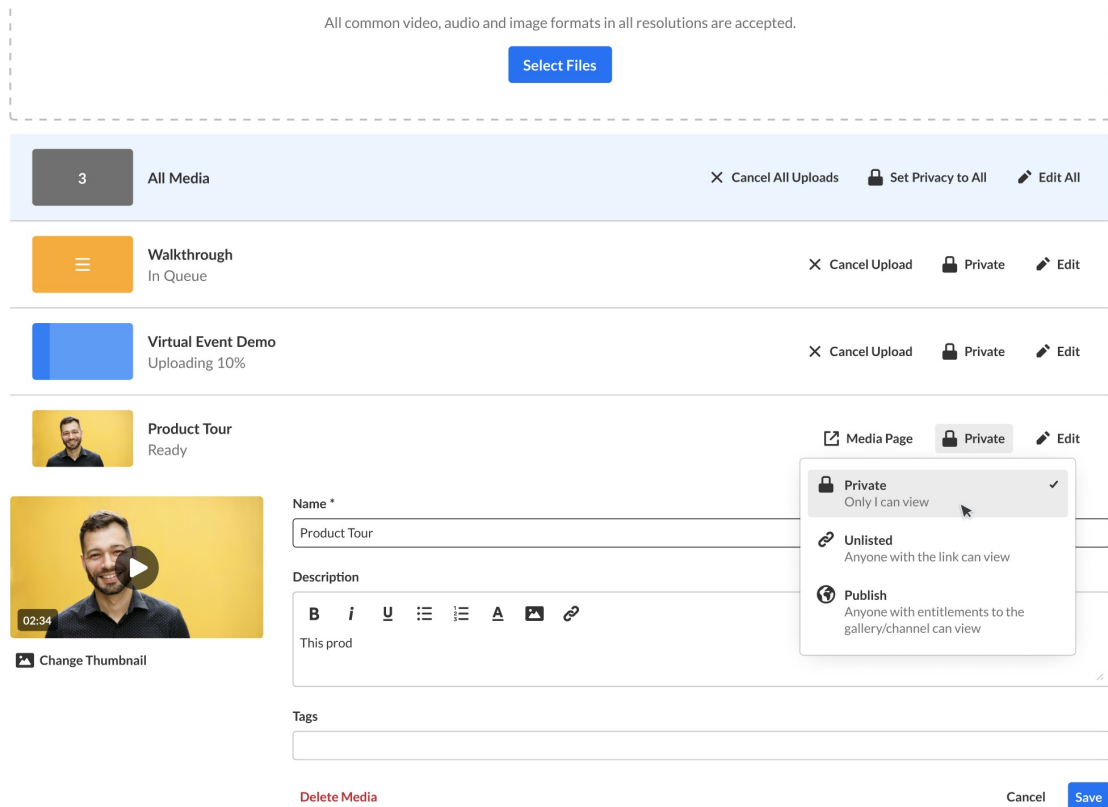 All common video, audio and image formats in all resolutions are accepted.
Select Files
3
All Media
Cancel All Uploads
Set Privacy to All
Edit All
Walkthrough
In Queue
Cancel Upload
Private
Edit
Virtual Event Demo
Uploading 10%
Cancel Upload
Private
Edit
Product Tour
Ready
Media Page
Private
Edit
Private
Only I can view
Unlisted
Anyone with the link can view
Publish
Anyone with entitlements to the
gallery/channel can view
02:34
Change Thumbnail
Name *
Product Tour
Description
B i U A
This prod
Tags
Delete Media
Cancel
Save